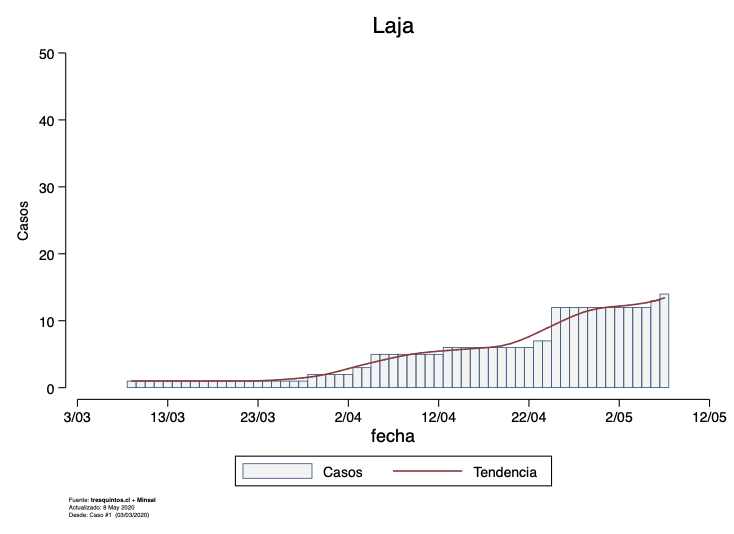 Laja
50
40
30
20
10
0
Casos
3/03 13/03 23/03 2/04 12/04 22/04 2/05 12/05
fecha
Casos Tendencia
Fuente: tresquintos.cl + Minsal
Actualizado: 8 May 2020
Desde: Caso #1 (03/03/2020)